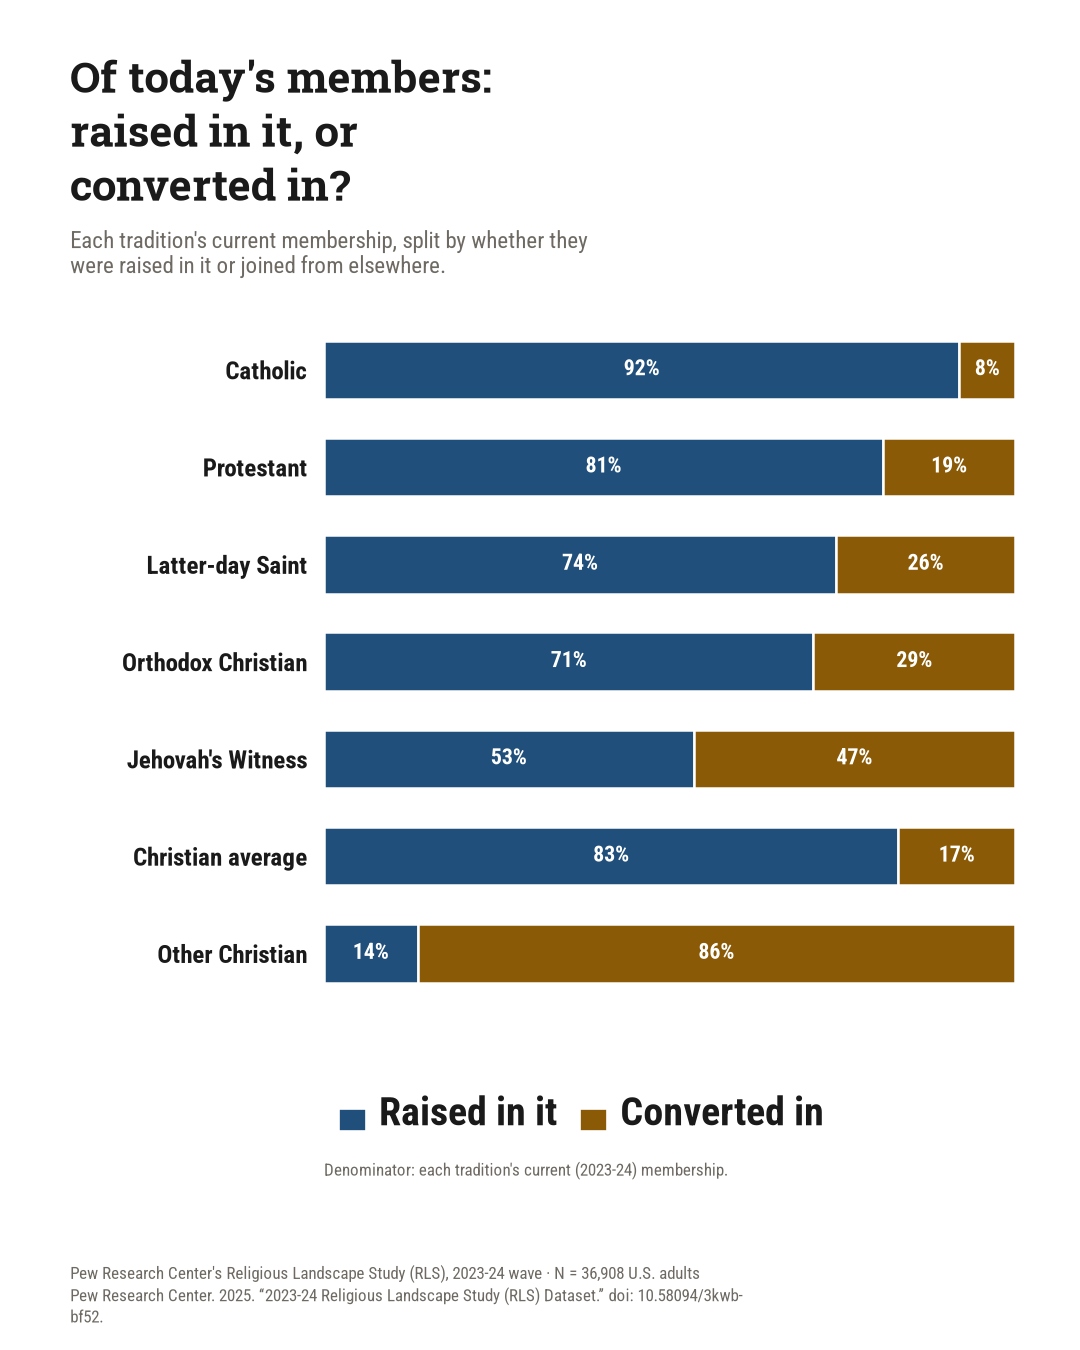 Of today's members:
raised in it, or
converted in?
Each tradition's current membership, split by whether they
were raised in it or joined from elsewhere.
Catholic 92% 8%
Protestant 81% 19%
Latter-day Saint 74% 26%
Orthodox Christian 71% 29%
Jehovah's Witness 53% 47%
Christian average 83% 17%
Other Christian 14% 86%
Raised in it Converted in
Denominator: each tradition's current (2023-24) membership.
Pew Research Center's Religious Landscape Study (RLS), 2023-24 wave · N = 36,908 U.S. adults
Pew Research Center. 2025. “2023-24 Religious Landscape Study (RLS) Dataset.” doi: 10.58094/3kwb-
bf52.